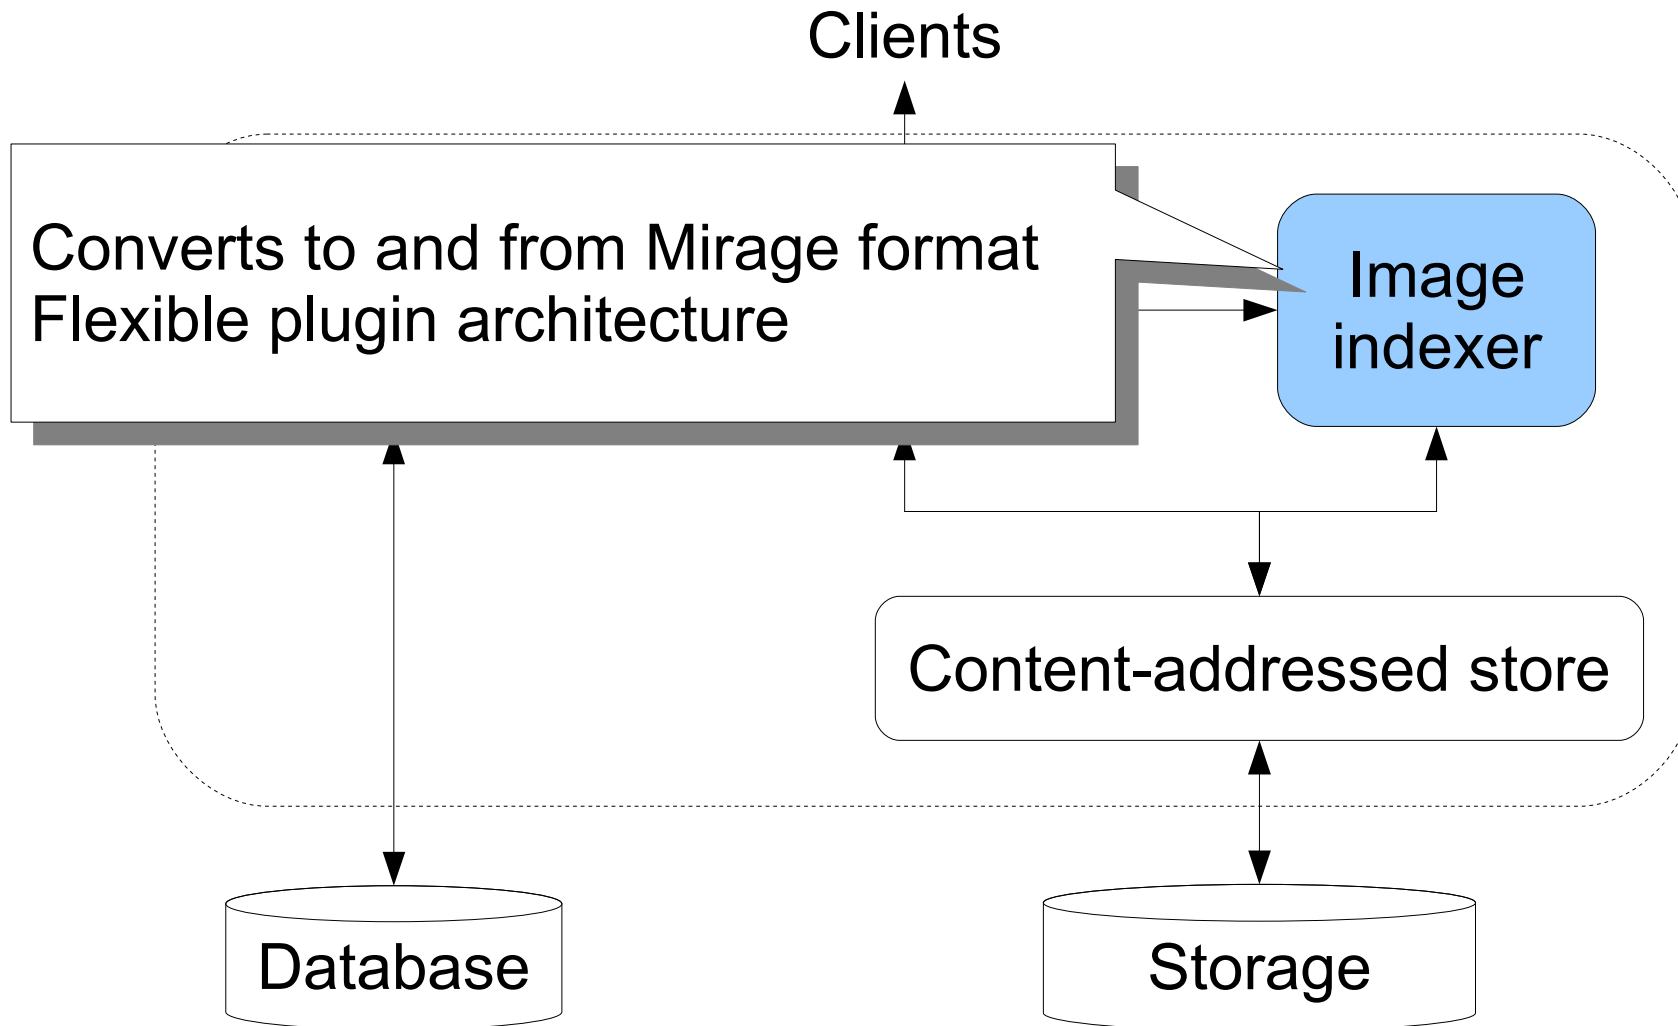 Clients
Converts to and from Mirage format
Flexible plugin architecture
Image
indexer
Content-addressed store
Database
Storage